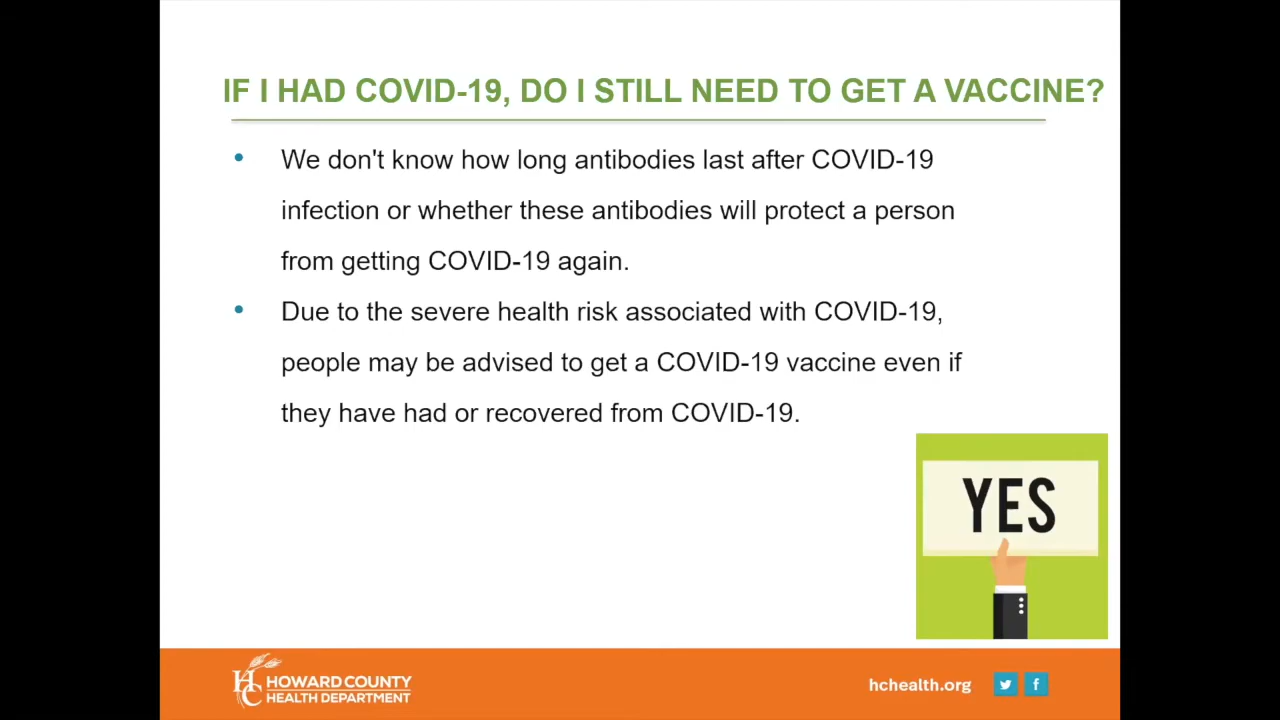 IF I HAD COVID-19, DO I STILL NEED TO GET A VACCINE?
• We don't know how long antibodies last after COVID-19
infection or whether these antibodies will protect a person
from getting COVID-19 again.
• Due to the severe health risk associated with COVID-19,
people may be advised to get a COVID-19 vaccine even if
they have had or recovered from COVID-19.
YES
HC HOWARD COUNTY
HEALTH DEPARTMENT
hchealth.org